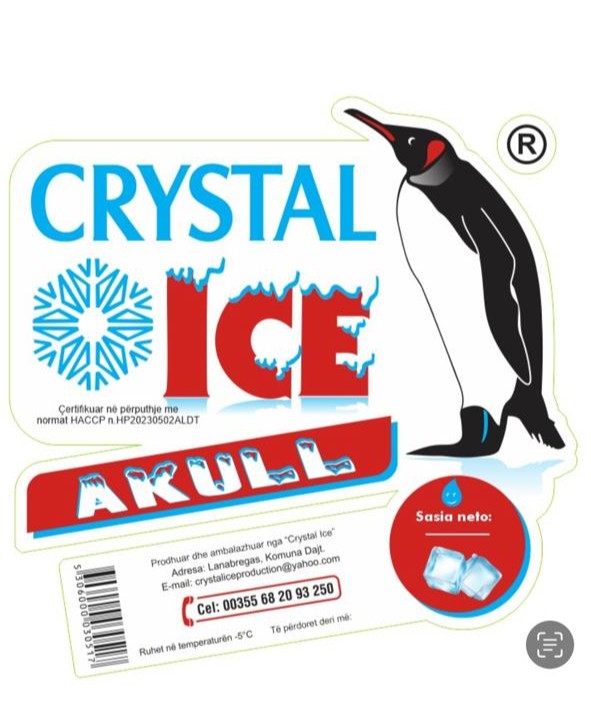 ®
CRYSTAL
ICE
Çertifikuar në përputhje me
normat HACCP n.HP20230502ALDT
AKULL
Sasia neto:
Prodhuar dhe ambalazhuar nga “Crystal Ice”
Adresa: Lanabregas, Komuna Dajt.
E-mail: crystaliceproduction@yahoo.com
Cel: 00355 68 20 93 250
Ruhet në temperaturën -5°C
Të përdoret deri më:
5306000030517